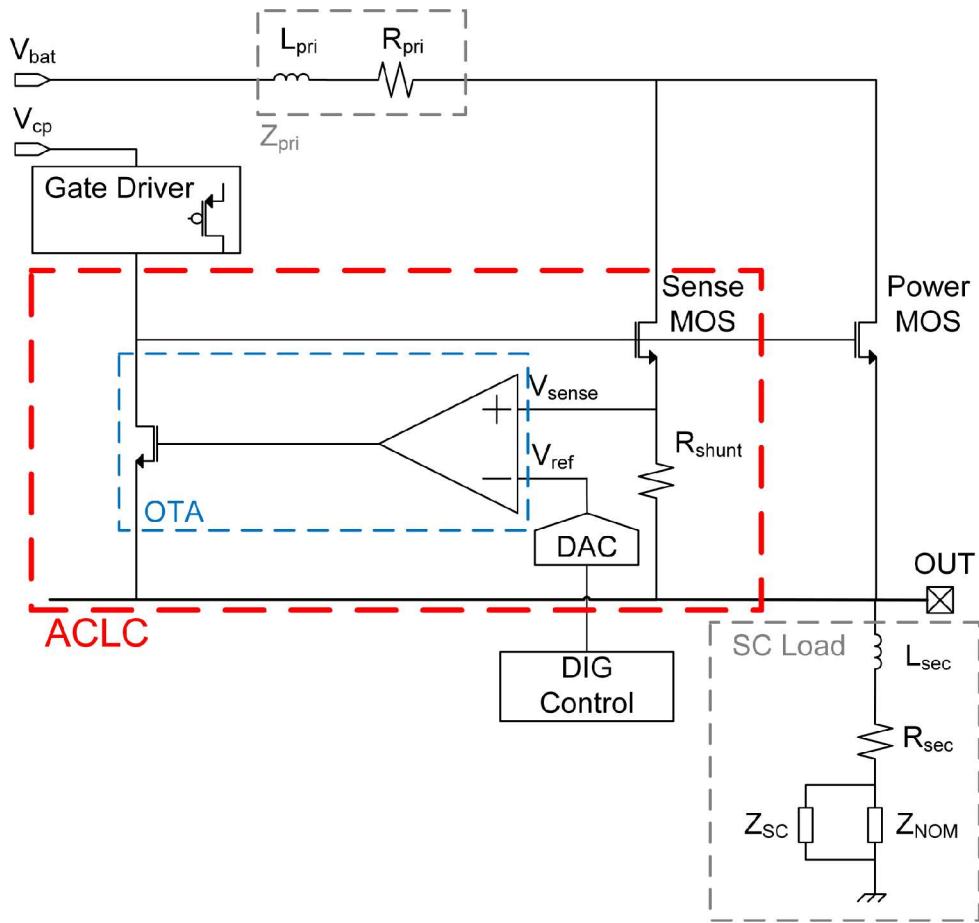 V_bat
L_pri
R_pri
Z_pri
V_cp
Gate Driver
Sense
MOS
Power
MOS
V_sense
+
V_ref
−
R_shunt
OTA
DAC
OUT
ACLC
SC Load
L_sec
DIG
Control
R_sec
Z_SC
Z_NOM